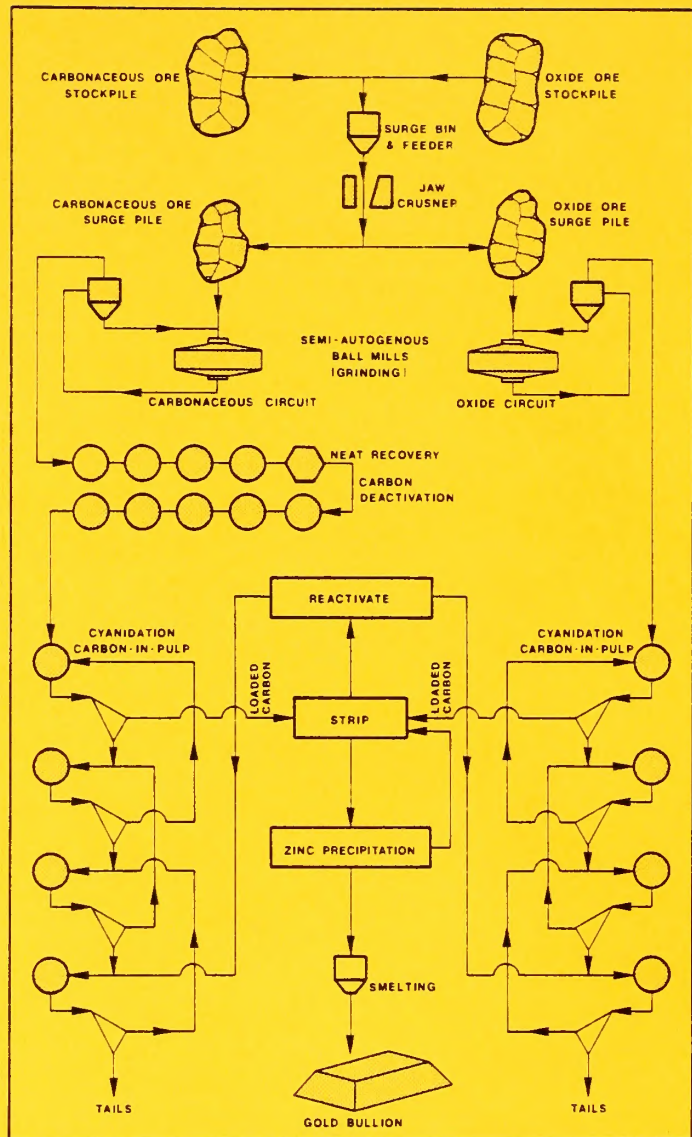 CARBONACEOUS ORE
STOCKPILE
OXIDE ORE
STOCKPILE
SURGE BIN
& FEEDER
JAW
CRUSNEP
CARBONACEOUS ORE
SURGE PILE
OXIDE ORE
SURGE PILE
SEMI-AUTOGENOUS
BALL MILLS
(GRINDING)
CARBONACEOUS CIRCUIT
OXIDE CIRCUIT
NEAT RECOVERY
CARBON
DEACTIVATION
REACTIVATE
CYANIDATION
CARBON-IN-PULP
CYANIDATION
CARBON-IN-PULP
LOADED
CARBON
LOADED
CARBON
STRIP
ZINC PRECIPITATION
SMELTING
TAILS
GOLD BULLION
TAILS